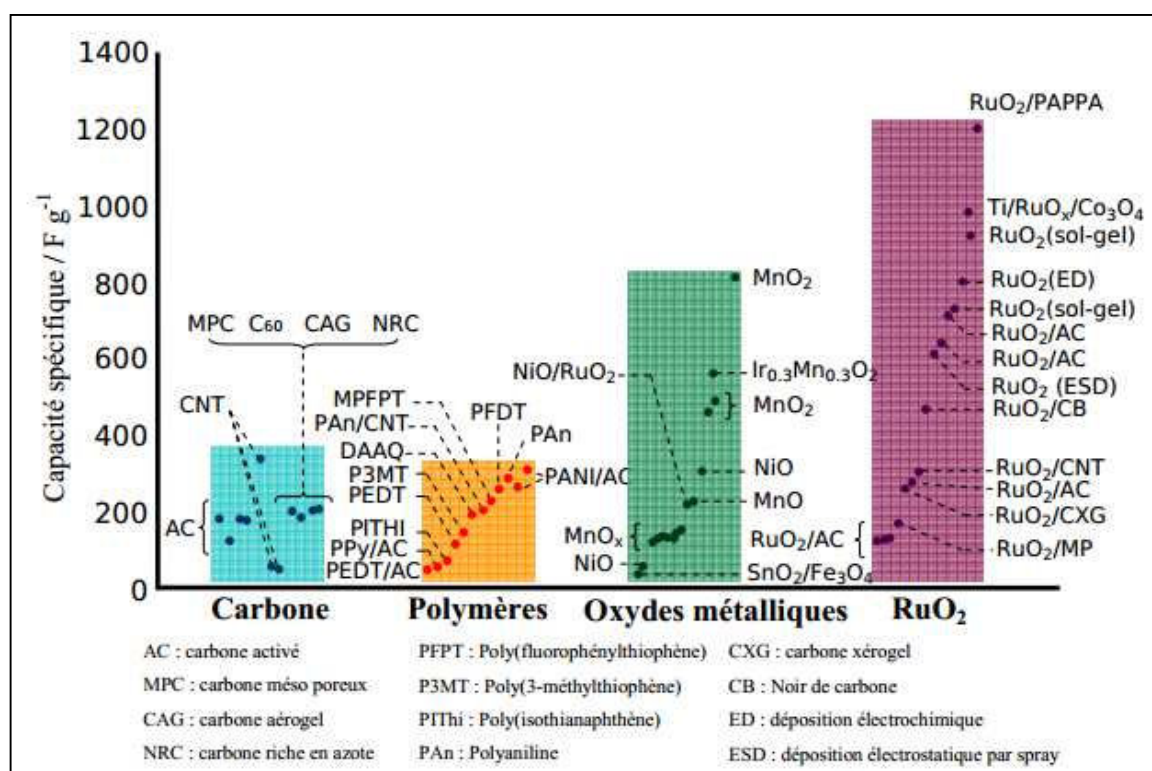 Capacité spécifique / F g⁻¹
1400
1200
1000
800
600
400
200
0
MPC C₆₀ CAG NRC
CNT
AC
Carbone
MPFPT
PAn/CNT
DAAQ
P3MT
PEDT
PITHI
PPy/AC
PEDT/AC
PFDT
PAn
PANI/AC
Polymères
NiO/RuO₂
MnOₓ
NiO
MnO₂
Ir₀.₃Mn₀.₃O₂
MnO₂
NiO
MnO
SnO₂/Fe₃O₄
Oxydes métalliques
RuO₂/PAPPA
Ti/RuOₓ/Co₃O₄
RuO₂(sol-gel)
RuO₂(ED)
RuO₂(sol-gel)
RuO₂/AC
RuO₂/AC
RuO₂ (ESD)
RuO₂/CB
RuO₂/CNT
RuO₂/AC
RuO₂/CXG
RuO₂/MP
RuO₂/AC
RuO₂
AC : carbone activé
MPC : carbone méso poreux
CAG : carbone aérogel
NRC : carbone riche en azote
PFPT : Poly(fluorophénylthiophène)
P3MT : Poly(3-méthylthiophène)
PIThi : Poly(isothianaphthène)
PAn : Polyaniline
CXG : carbone xérogel
CB : Noir de carbone
ED : déposition électrochimique
ESD : déposition électrostatique par spray